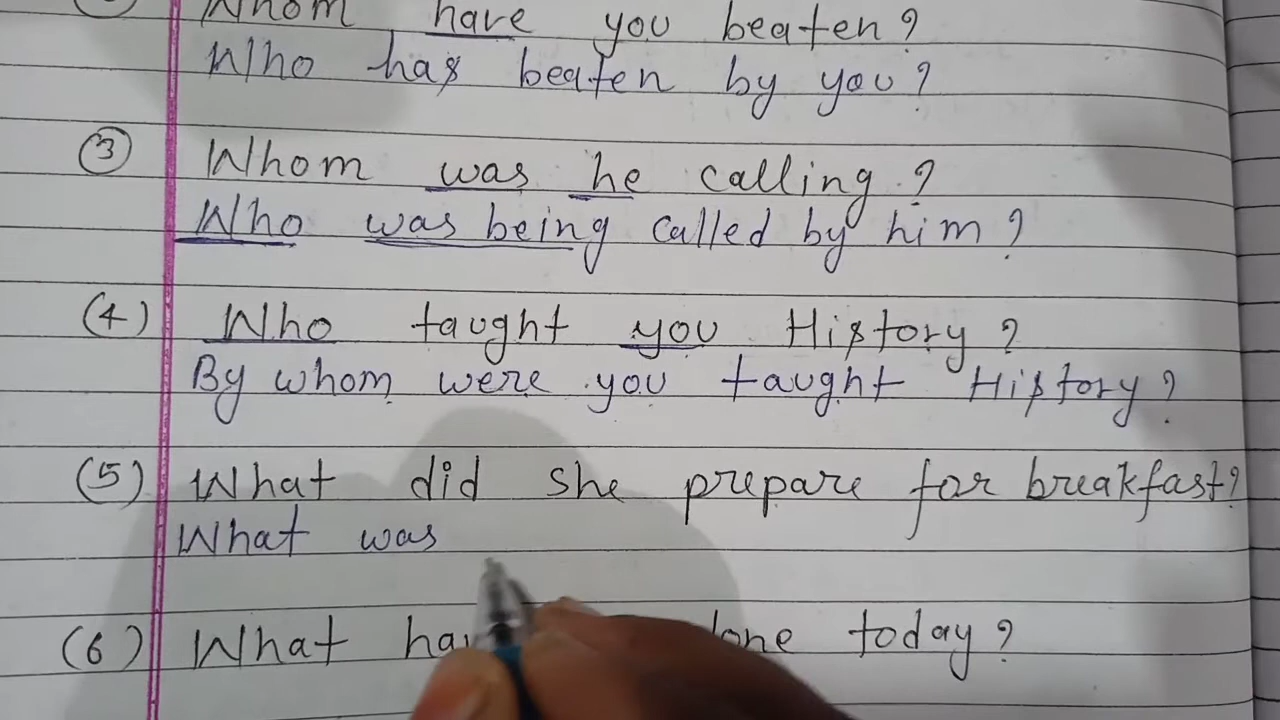 Whom have you beaten?
Who has beaten by you?
③ Whom was he calling?
Who was being called by him?
(4) Who taught you History?
By whom were you taught History?
(5) What did she prepare for breakfast?
What was
(6) What done today?